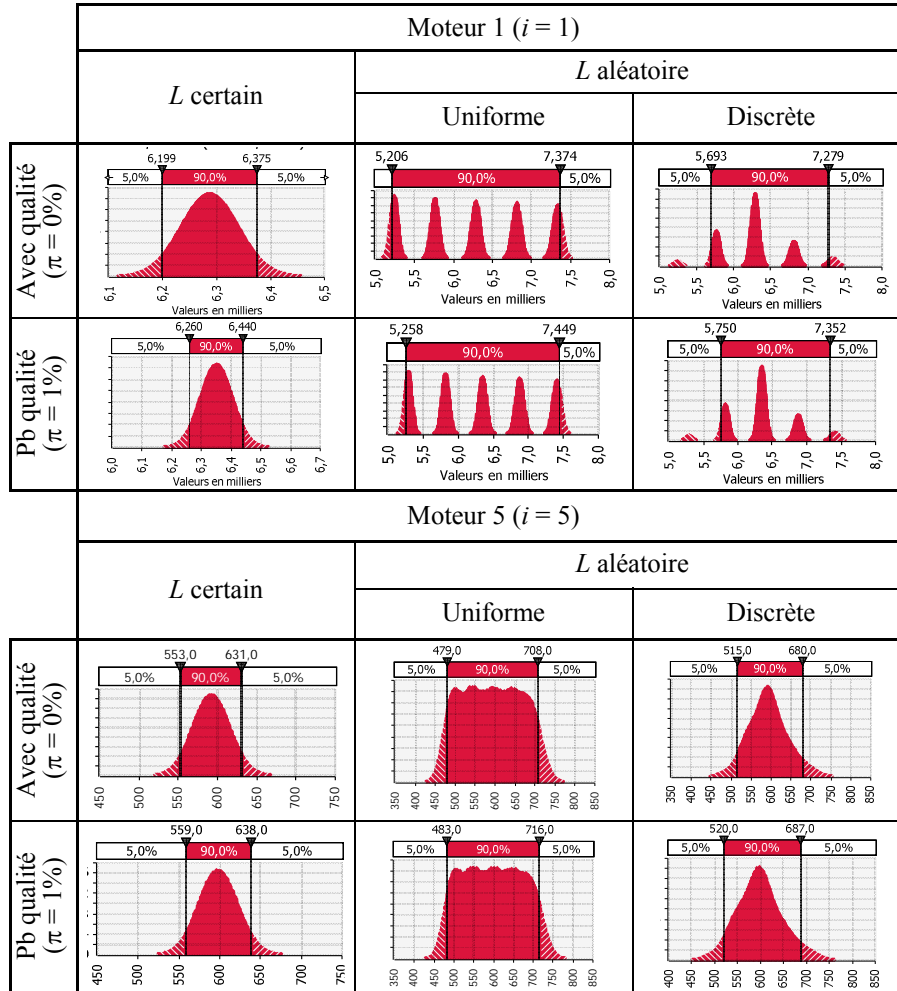 Moteur 1 (i = 1)
L certain
L aléatoire
Uniforme
Discrète
Avec qualité
(π = 0%)
6,199 6,375
5,0% 90,0% 5,0%
6,1 6,2 6,3 6,4 6,5
Valeurs en milliers
5,206 7,374
90,0% 5,0%
5,0 5,5 6,0 6,5 7,0 7,5 8,0
Valeurs en milliers
5,693 7,279
5,0% 90,0% 5,0%
5,0 5,5 6,0 6,5 7,0 7,5 8,0
Valeurs en milliers
Pb qualité
(π = 1%)
6,260 6,440
5,0% 90,0% 5,0%
6,0 6,1 6,2 6,3 6,4 6,5 6,6 6,7
Valeurs en milliers
5,258 7,449
90,0% 5,0%
5,0 5,5 6,0 6,5 7,0 7,5 8,0
Valeurs en milliers
5,750 7,352
5,0% 90,0% 5,0%
5,0 5,5 6,0 6,5 7,0 7,5 8,0
Valeurs en milliers
Moteur 5 (i = 5)
L certain
L aléatoire
Uniforme
Discrète
Avec qualité
(π = 0%)
553,0 631,0
5,0% 90,0% 5,0%
450 500 550 600 650 700 750
479,0 708,0
5,0% 90,0% 5,0%
350 400 450 500 550 600 650 700 750 800 850
515,0 680,0
5,0% 90,0% 5,0%
400 450 500 550 600 650 700 750 800 850
Pb qualité
(π = 1%)
559,0 638,0
5,0% 90,0% 5,0%
450 500 550 600 650 700 750
483,0 716,0
5,0% 90,0% 5,0%
350 400 450 500 550 600 650 700 750 800 850
520,0 687,0
5,0% 90,0% 5,0%
400 450 500 550 600 650 700 750 800 850